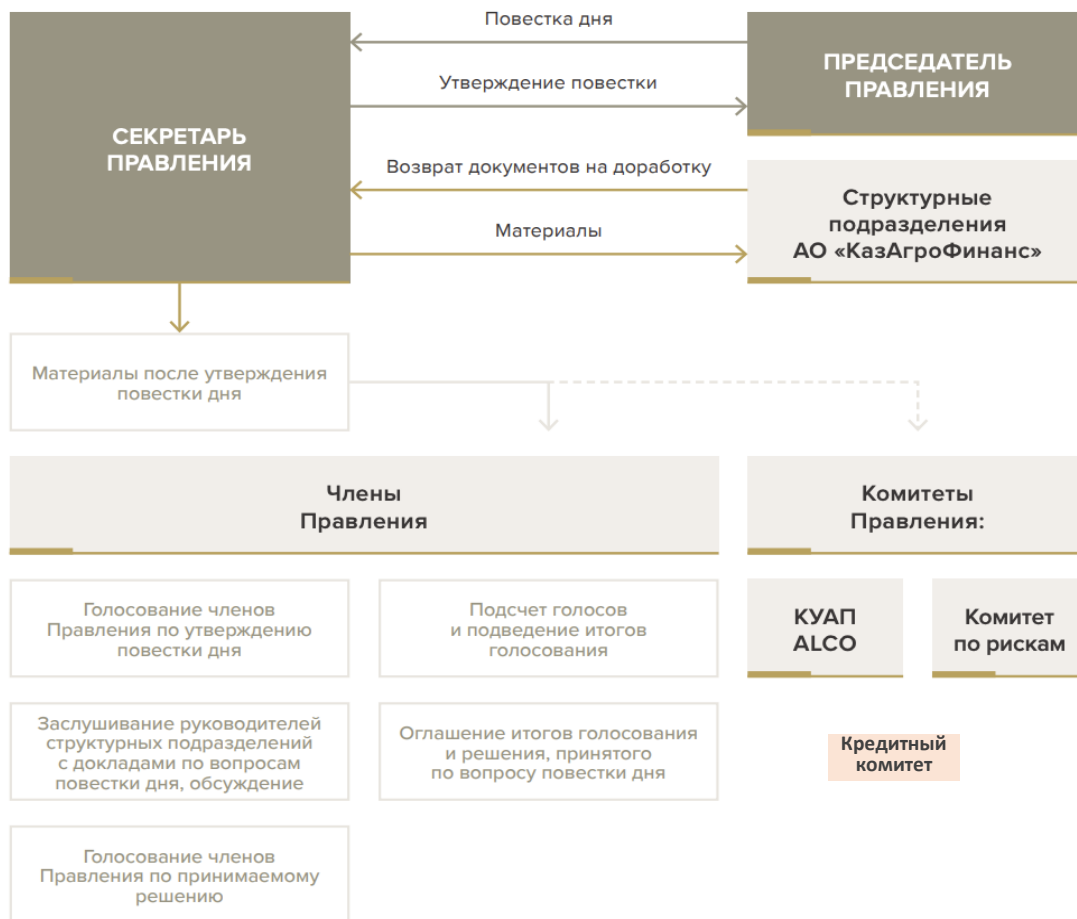 Повестка дня
СЕКРЕТАРЬ
ПРАВЛЕНИЯ
ПРЕДСЕДАТЕЛЬ
ПРАВЛЕНИЯ
Утверждение повестки
Возврат документов на доработку
Материалы
Структурные
подразделения
АО «КазАгроФинанс»
Материалы после утверждения
повестки дня
Члены
Правления
Комитеты
Правления:
Голосование членов
Правления по утверждению
повестки дня
Подсчет голосов
и подведение итогов
голосования
КУАП
ALCO
Комитет
по рискам
Заслушивание руководителей
структурных подразделений
с докладами по вопросам
повестки дня, обсуждение
Оглашение итогов голосования
и решения, принятого
по вопросу повестки дня
Кредитный
комитет
Голосование членов
Правления по принимаемому
решению